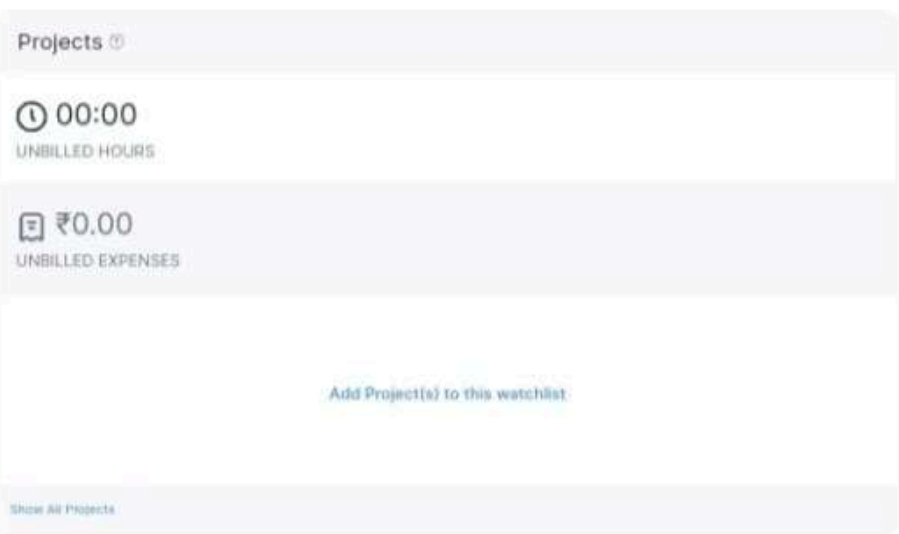 Projects
00:00
UNBILLED HOURS
₹0.00
UNBILLED EXPENSES
Add Project(s) to this watchlist
Show All Projects